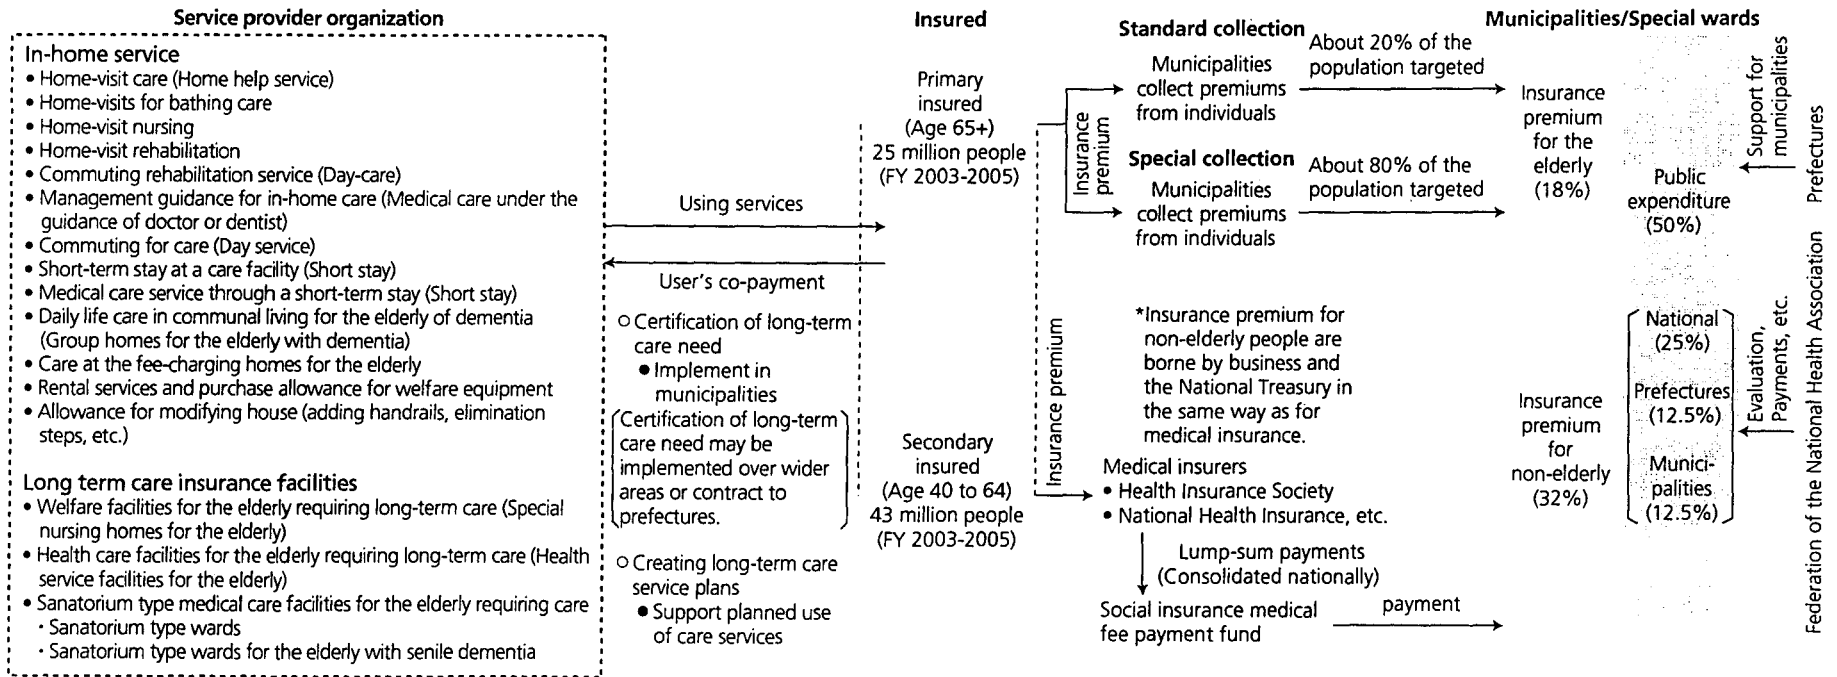 Service provider organization
In-home service
• Home-visit care (Home help service)
• Home-visits for bathing care
• Home-visit nursing
• Home-visit rehabilitation
• Commuting rehabilitation service (Day-care)
• Management guidance for in-home care (Medical care under the
guidance of doctor or dentist)
• Commuting for care (Day service)
• Short-term stay at a care facility (Short stay)
• Medical care service through a short-term stay (Short stay)
• Daily life care in communal living for the elderly of dementia
(Group homes for the elderly with dementia)
• Care at the fee-charging homes for the elderly
• Rental services and purchase allowance for welfare equipment
• Allowance for modifying house (adding handrails, elimination
steps, etc.)
Long term care insurance facilities
• Welfare facilities for the elderly requiring long-term care (Special
nursing homes for the elderly)
• Health care facilities for the elderly requiring long-term care (Health
service facilities for the elderly)
• Sanatorium type medical care facilities for the elderly requiring care
· Sanatorium type wards
· Sanatorium type wards for the elderly with senile dementia
Using services
User's co-payment
○ Certification of long-term
care need
● Implement in
municipalities
Certification of long-term
care need may be
implemented over wider
areas or contract to
prefectures.
○ Creating long-term care
service plans
● Support planned use
of care services
Insured
Primary
insured
(Age 65+)
25 million people
(FY 2003-2005)
Secondary
insured
(Age 40 to 64)
43 million people
(FY 2003-2005)
Insurance
premium
Insurance premium
Standard collection
Municipalities
collect premiums
from individuals
About 20% of the
population targeted
Special collection
Municipalities
collect premiums
from individuals
About 80% of the
population targeted
*Insurance premium for
non-elderly people are
borne by business and
the National Treasury in
the same way as for
medical insurance.
Medical insurers
• Health Insurance Society
• National Health Insurance, etc.
Lump-sum payments
(Consolidated nationally)
Social insurance medical
fee payment fund
payment
Municipalities/Special wards
Insurance
premium
for the
elderly
(18%)
Public
expenditure
(50%)
Insurance
premium
for
non-elderly
(32%)
National
(25%)
Prefectures
(12.5%)
Munici-
palities
(12.5%)
Support for
municipalities
Evaluation,
Payments, etc.
Prefectures
Federation of the National Health Association